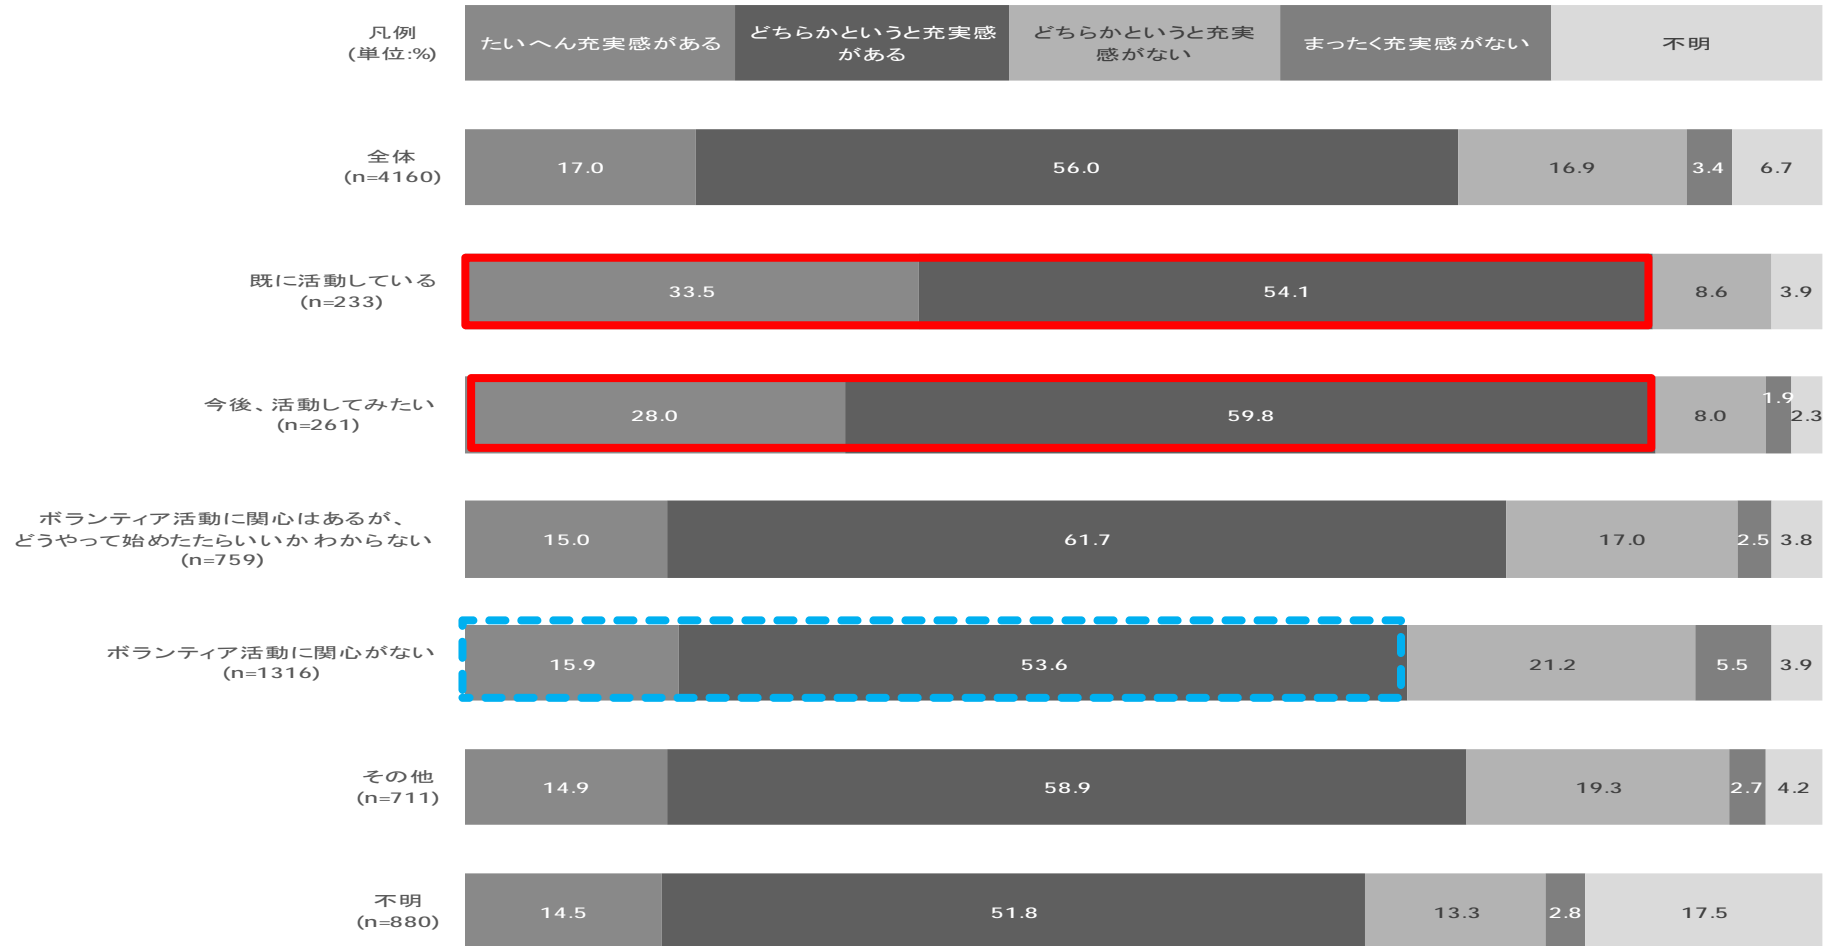 凡例
(単位:%)
たいへん充実感がある
どちらかというと充実感
がある
どちらかというと充実
感がない
まったく充実感がない
不明
全体
(n=4160)
17.0
56.0
16.9
3.4
6.7
既に活動している
(n=233)
33.5
54.1
8.6
3.9
今後、活動してみたい
(n=261)
28.0
59.8
8.0
1.9
2.3
ボランティア活動に関心はあるが、
どうやって始めたたらいいかわからない
(n=759)
15.0
61.7
17.0
2.5
3.8
ボランティア活動に関心がない
(n=1316)
15.9
53.6
21.2
5.5
3.9
その他
(n=711)
14.9
58.9
19.3
2.7
4.2
不明
(n=880)
14.5
51.8
13.3
2.8
17.5